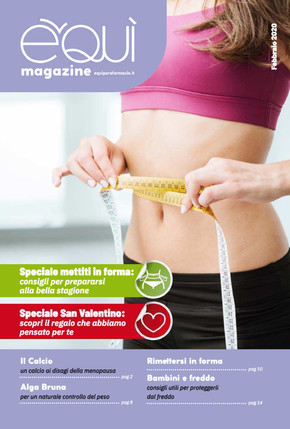 èquì
magazine equiparafarmacie.it
Febbraio 2020
Speciale mettiti in forma:
consigli per prepararsi
alla bella stagione
Speciale San Valentino:
scopri il regalo che abbiamo
pensato per te
Il Calcio
un calcio ai disagi della menopausa
pag 2
Alga Bruna
per un naturale controllo del peso
pag 8
Rimettersi in forma
pag 10
Bambini e freddo
consigli utili per proteggerli
dal freddo
pag 14